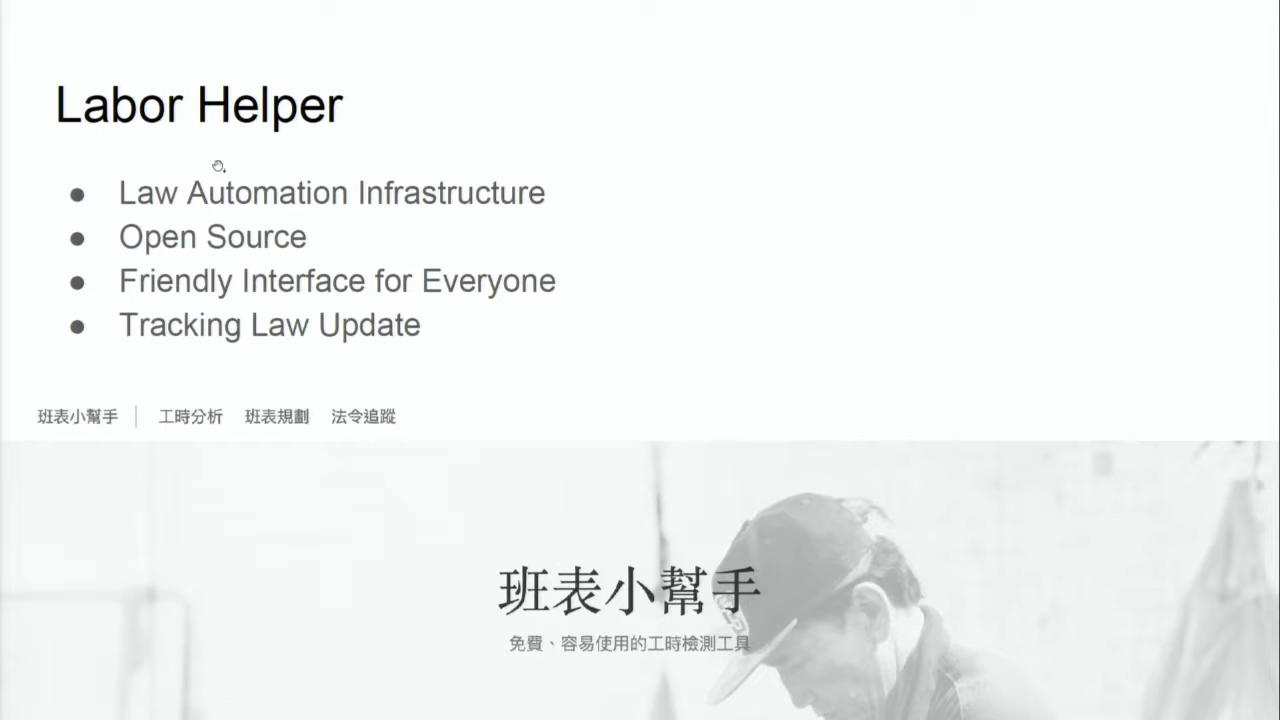 Labor Helper
● Law Automation Infrastructure
● Open Source
● Friendly Interface for Everyone
● Tracking Law Update
班表小幫手 | 工時分析 班表規劃 法令追蹤
班表小幫手
免費、容易使用的工時檢測工具